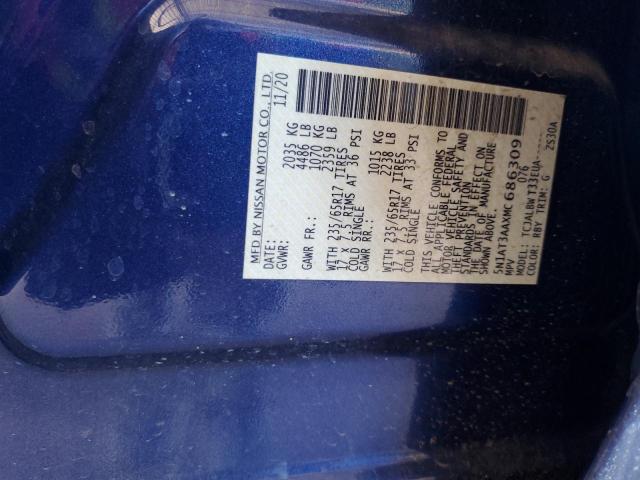 MFD BY NISSAN MOTOR CO., LTD.
DATE: 11/20
GVWR: 2035 KG
4486 LB
GAWR FR.: 1070 KG
2359 LB
WITH 235/65R17 TIRES
17 X 7.5 RIMS AT 36 PSI
COLD SINGLE
GAWR RR.: 1015 KG
2238 LB
WITH 235/65R17 TIRES
17 X 7.5 RIMS AT 33 PSI
COLD SINGLE
THIS VEHICLE CONFORMS TO
ALL APPLICABLE FEDERAL
MOTOR VEHICLE SAFETY AND
THEFT PREVENTION
STANDARDS IN EFFECT ON
THE DATE OF MANUFACTURE
SHOWN ABOVE.
5N1AT3AAXMC686309
MPV 076
MODEL: TCJALBWT33EUA-----
COLOR: RBY TRIM: G
ZS30A